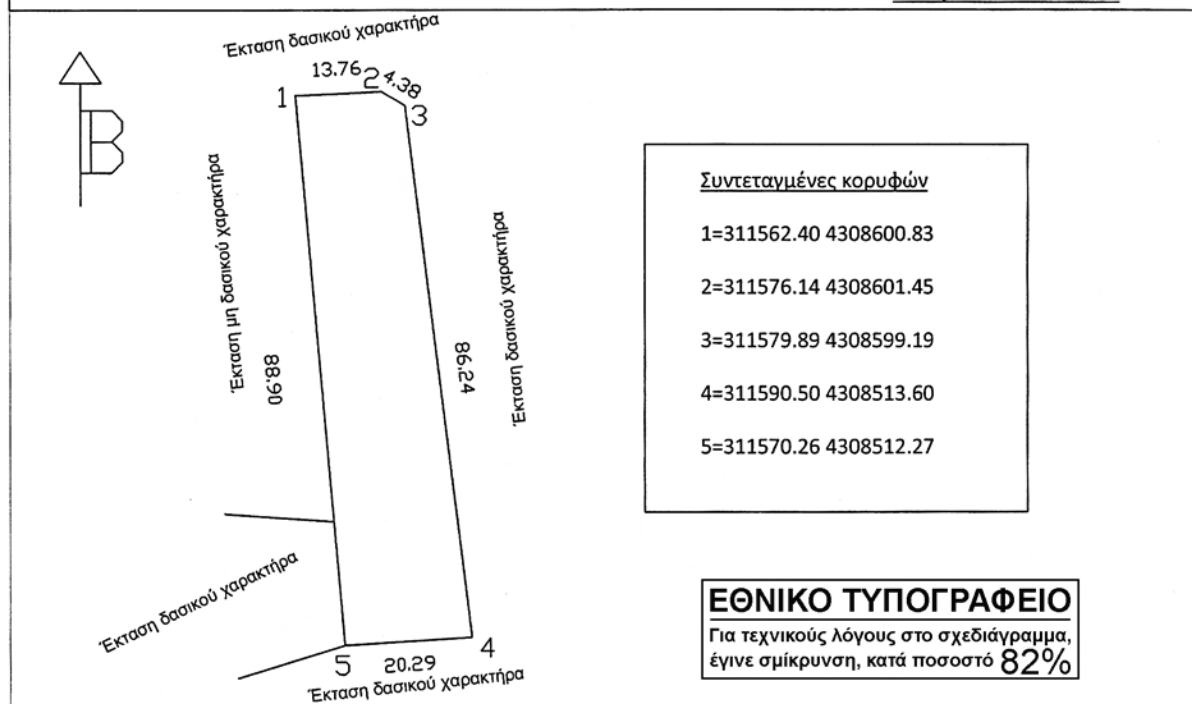 Έκταση δασικού χαρακτήρα
13.76
2
4.38
1
3
Β
Έκταση μη δασικού χαρακτήρα
Έκταση δασικού χαρακτήρα
88.90
86.24
Έκταση δασικού χαρακτήρα
5
20.29
4
Έκταση δασικού χαρακτήρα
Συντεταγμένες κορυφών
1=311562.40 4308600.83
2=311576.14 4308601.45
3=311579.89 4308599.19
4=311590.50 4308513.60
5=311570.26 4308512.27
ΕΘΝΙΚΟ ΤΥΠΟΓΡΑΦΕΙΟ
Για τεχνικούς λόγους στο σχεδιάγραμμα,
έγινε σμίκρυνση, κατά ποσοστό 82%